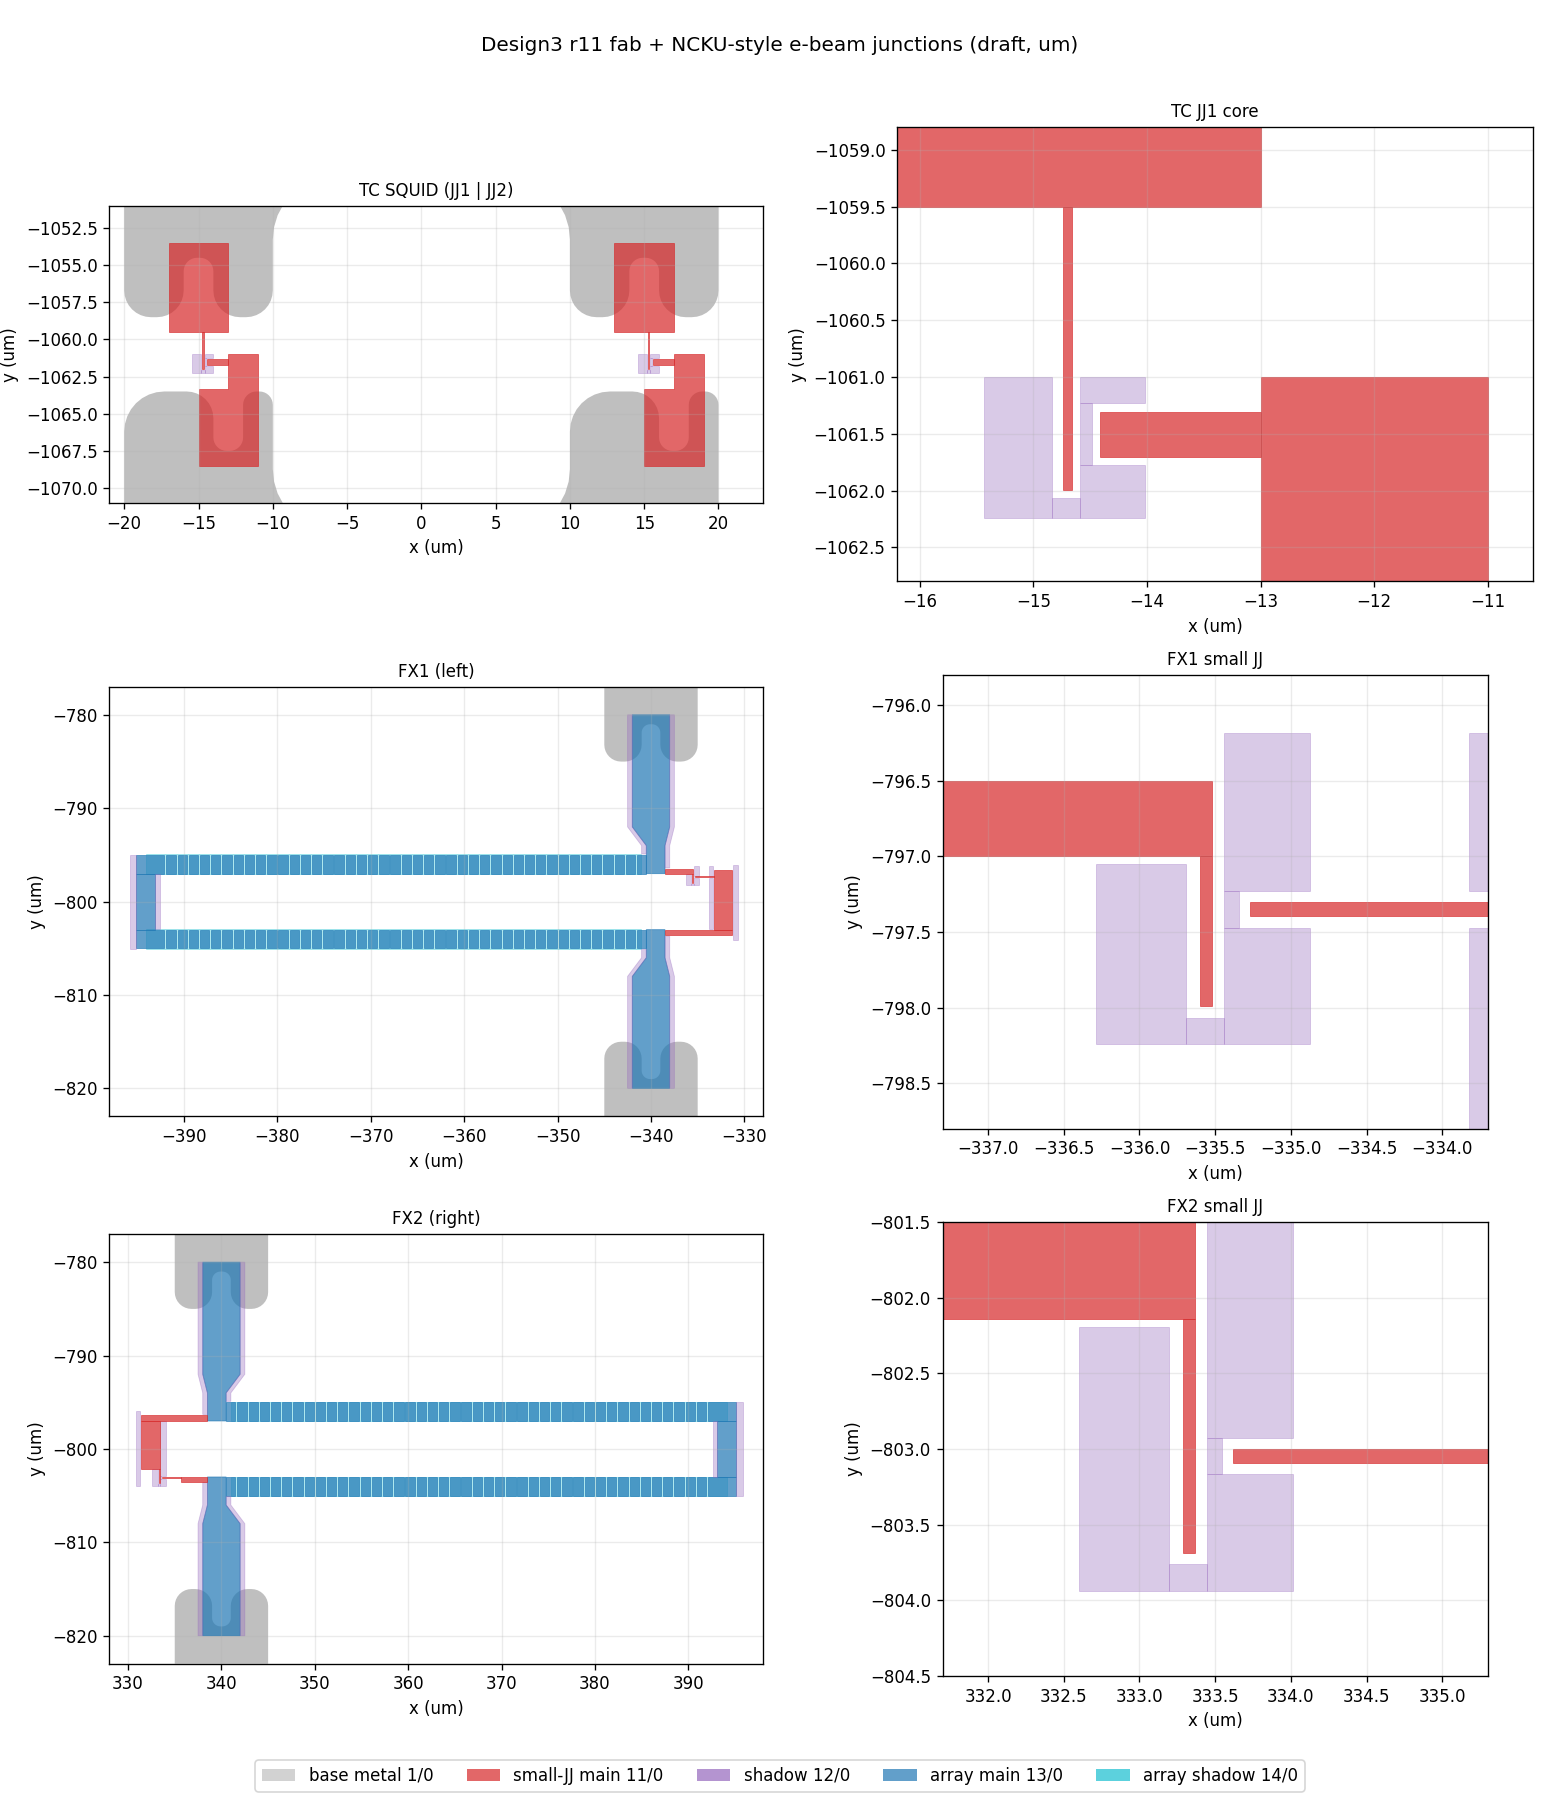 Design3 r11 fab + NCKU-style e-beam junctions (draft, um)
TC SQUID (JJ1 | JJ2)
−1052.5
−1055.0
−1057.5
−1060.0
−1062.5
−1065.0
−1067.5
−1070.0
y (um)
−20 −15 −10 −5 0 5 10 15 20
x (um)
TC JJ1 core
−1059.0
−1059.5
−1060.0
−1060.5
−1061.0
−1061.5
−1062.0
−1062.5
y (um)
−16 −15 −14 −13 −12 −11
x (um)
FX1 (left)
−780
−790
−800
−810
−820
y (um)
−390 −380 −370 −360 −350 −340 −330
x (um)
FX1 small JJ
−796.0
−796.5
−797.0
−797.5
−798.0
−798.5
y (um)
−337.0 −336.5 −336.0 −335.5 −335.0 −334.5 −334.0
x (um)
FX2 (right)
−780
−790
−800
−810
−820
y (um)
330 340 350 360 370 380 390
x (um)
FX2 small JJ
−801.5
−802.0
−802.5
−803.0
−803.5
−804.0
−804.5
y (um)
332.0 332.5 333.0 333.5 334.0 334.5 335.0
x (um)
base metal 1/0 small-JJ main 11/0 shadow 12/0 array main 13/0 array shadow 14/0